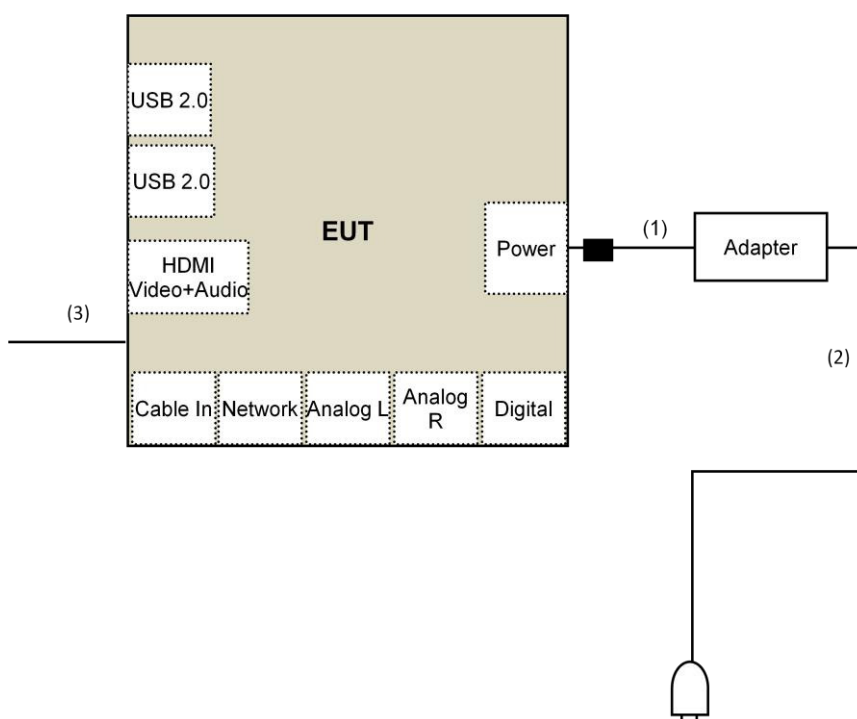 USB 2.0
USB 2.0
EUT
HDMI
Video+Audio
Power
(1)
Adapter
(3)
(2)
Cable In
Network
Analog L
Analog
R
Digital